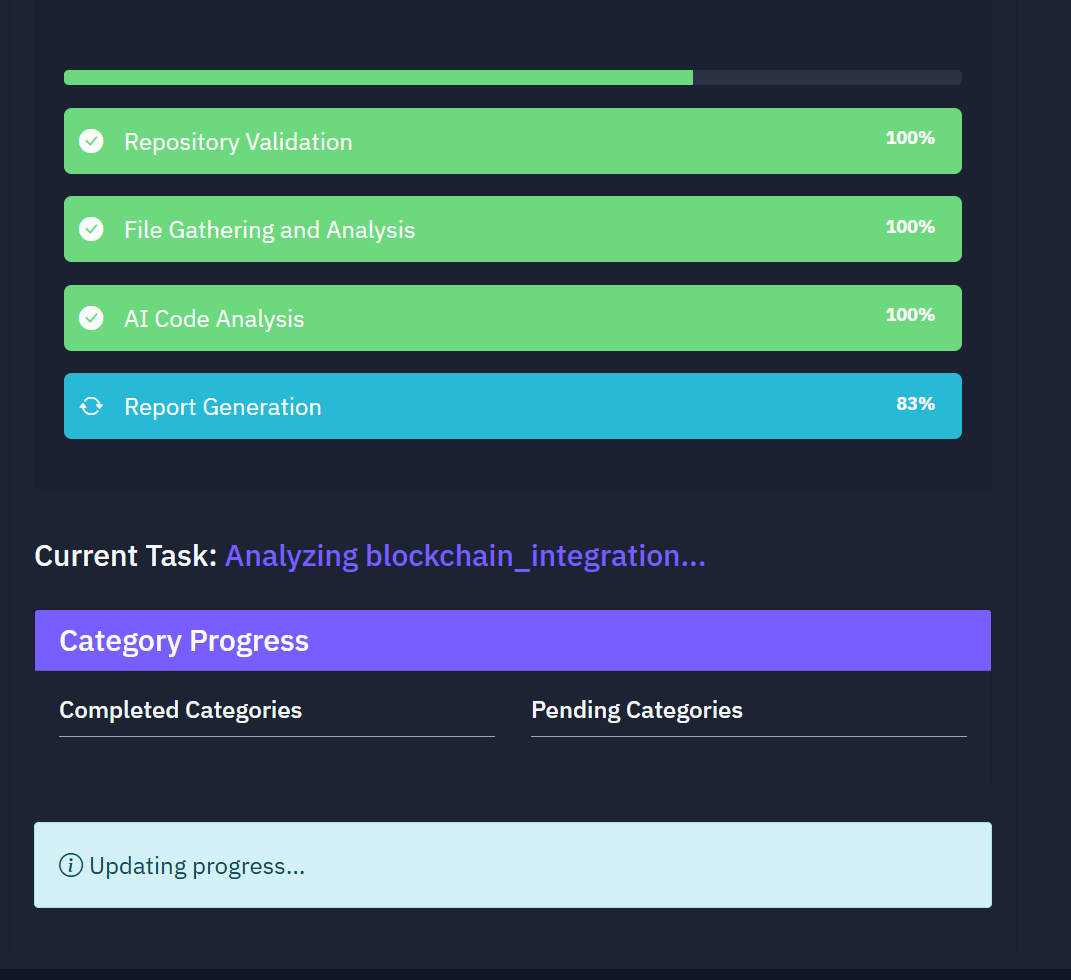 Repository Validation 100%
File Gathering and Analysis 100%
AI Code Analysis 100%
Report Generation 83%
Current Task: Analyzing blockchain_integration...
Category Progress
Completed Categories
Pending Categories
Updating progress...